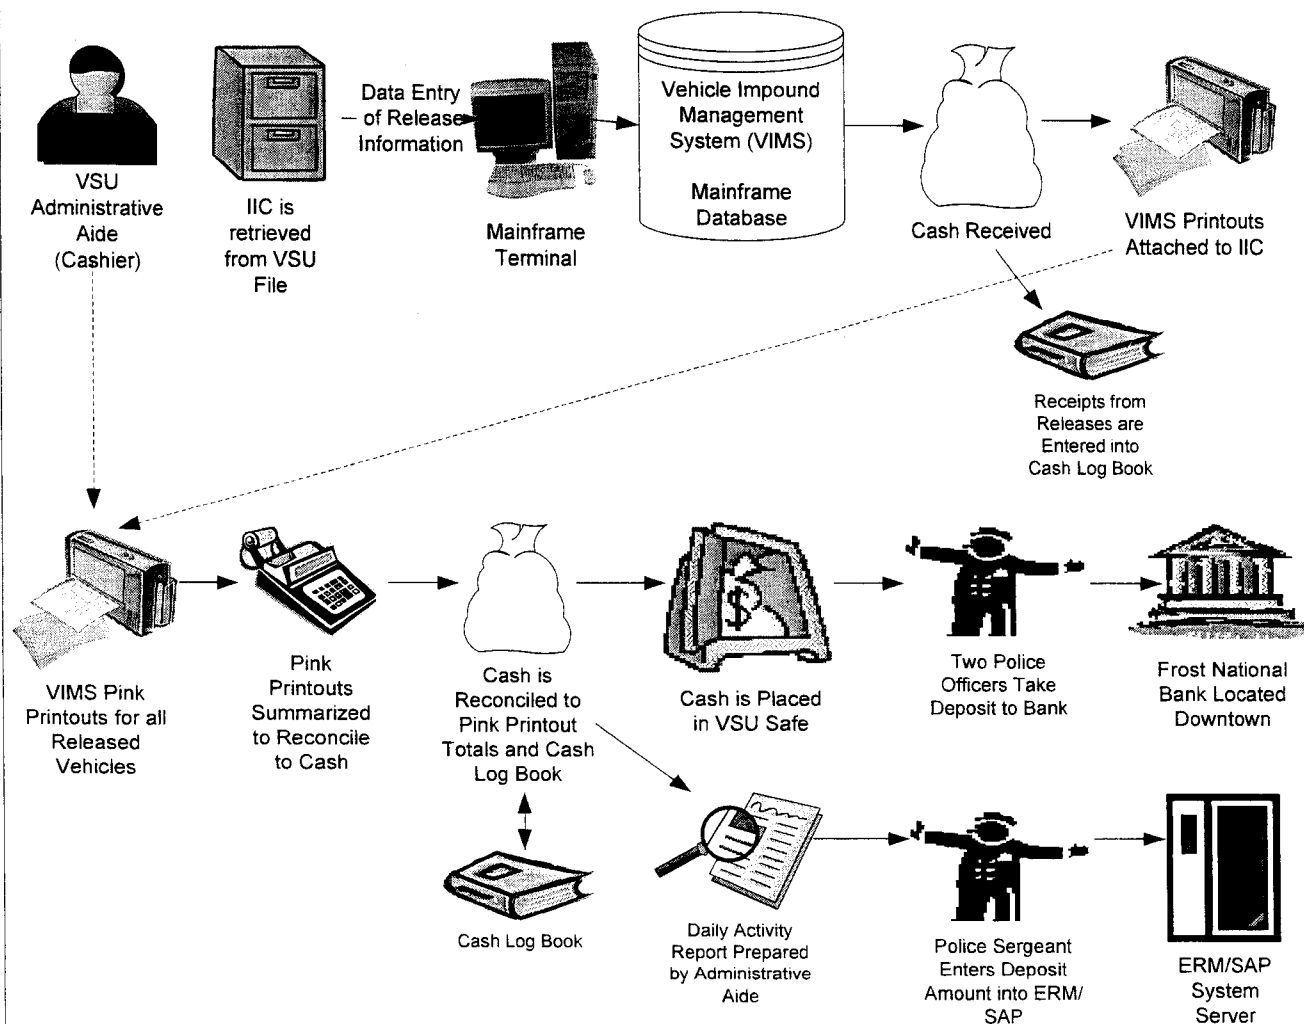 VSU
Administrative
Aide
(Cashier)
IIC is
retrieved
from VSU
File
Data Entry
of Release
Information
Mainframe
Terminal
Vehicle Impound
Management
System (VIMS)
Mainframe
Database
Cash Received
VIMS Printouts
Attached to IIC
Receipts from
Releases are
Entered into
Cash Log Book
VIMS Pink
Printouts for all
Released
Vehicles
Pink
Printouts
Summarized
to Reconcile
to Cash
Cash is
Reconciled to
Pink Printout
Totals and Cash
Log Book
$
Cash is Placed
in VSU Safe
Two Police
Officers Take
Deposit to Bank
Frost National
Bank Located
Downtown
Cash Log Book
Daily Activity
Report Prepared
by Administrative
Aide
Police Sergeant
Enters Deposit
Amount into ERM/
SAP
ERM/SAP
System
Server